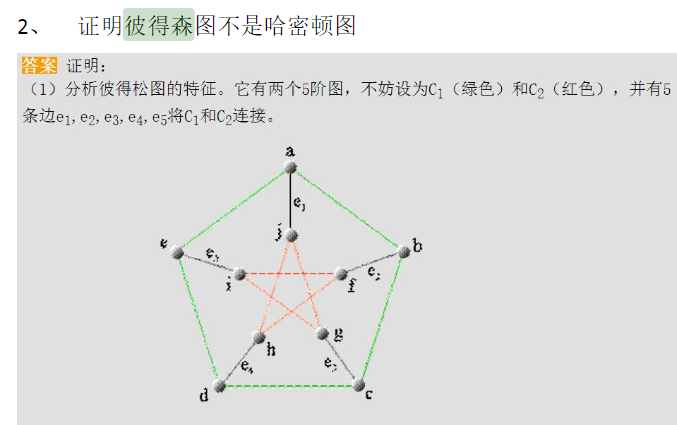 2、 证明彼得森图不是哈密顿图
答案 证明:
(1)分析彼得松图的特征。它有两个5阶图,不妨设为C₁(绿色)和C₂(红色),并有5
条边e₁,e₂,e₃,e₄,e₅将C₁和C₂连接。
a
e₁
j
e
b
e₂
i
f
h
g
e₄
d
c